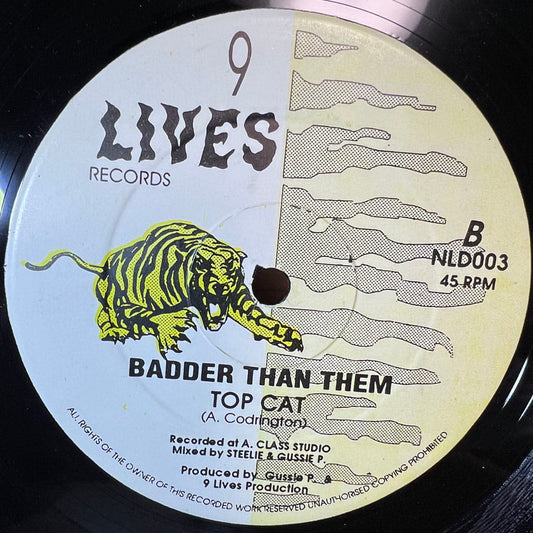 9
LIVES
RECORDS
B
NLD003
45 RPM
BADDER THAN THEM
TOP CAT
(A. Codrington)
Recorded at A. CLASS STUDIO
Mixed by STEELIE & GUSSIE P.
Produced by Gussie P. &
9 Lives Production
ALL RIGHTS OF THE OWNER OF THIS RECORDED WORK RESERVED UNAUTHORISED COPYING PROHIBITED